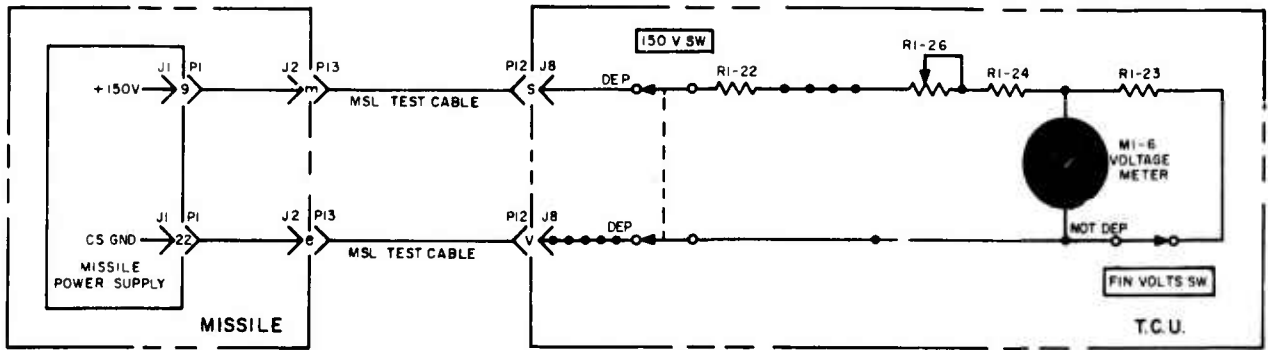 150 V SW
R1-26
J1 P1
J2 P13
P12 J8
DEP
R1-22
R1-24
R1-23
+150V
9
m
S
MSL TEST CABLE
M1-6
VOLTAGE
METER
J1 P1
J2 P13
P12 J8
DEP
NOT DEP
CS GND
22
e
V
MSL TEST CABLE
MISSILE
POWER SUPPLY
FIN VOLTS SW
MISSILE
T.C.U.